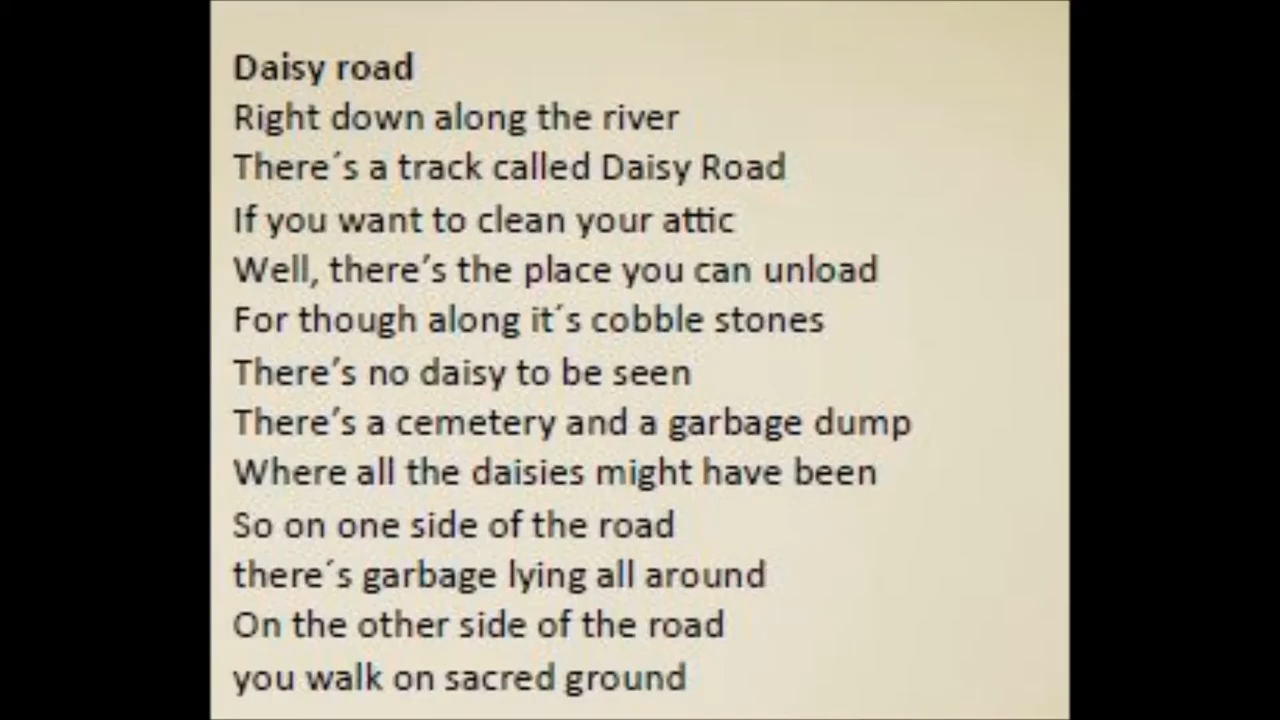 Daisy road
Right down along the river
There´s a track called Daisy Road
If you want to clean your attic
Well, there’s the place you can unload
For though along it´s cobble stones
There’s no daisy to be seen
There’s a cemetery and a garbage dump
Where all the daisies might have been
So on one side of the road
there´s garbage lying all around
On the other side of the road
you walk on sacred ground